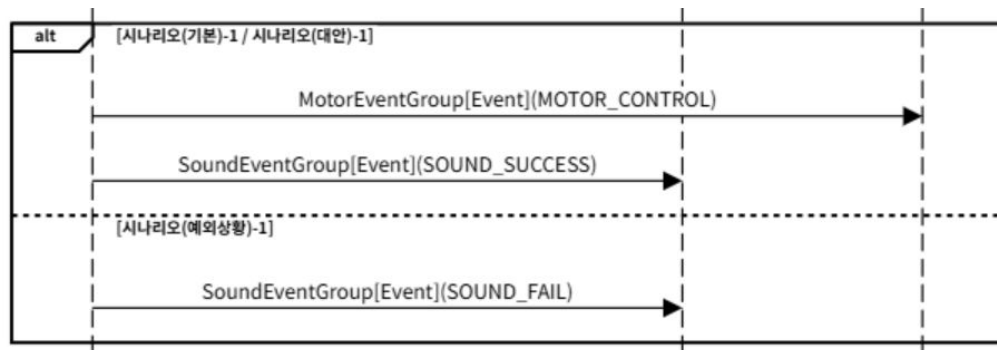 alt
[시나리오(기본)-1 / 시나리오(대안)-1]
MotorEventGroup[Event](MOTOR_CONTROL)
SoundEventGroup[Event](SOUND_SUCCESS)
[시나리오(예외상황)-1]
SoundEventGroup[Event](SOUND_FAIL)